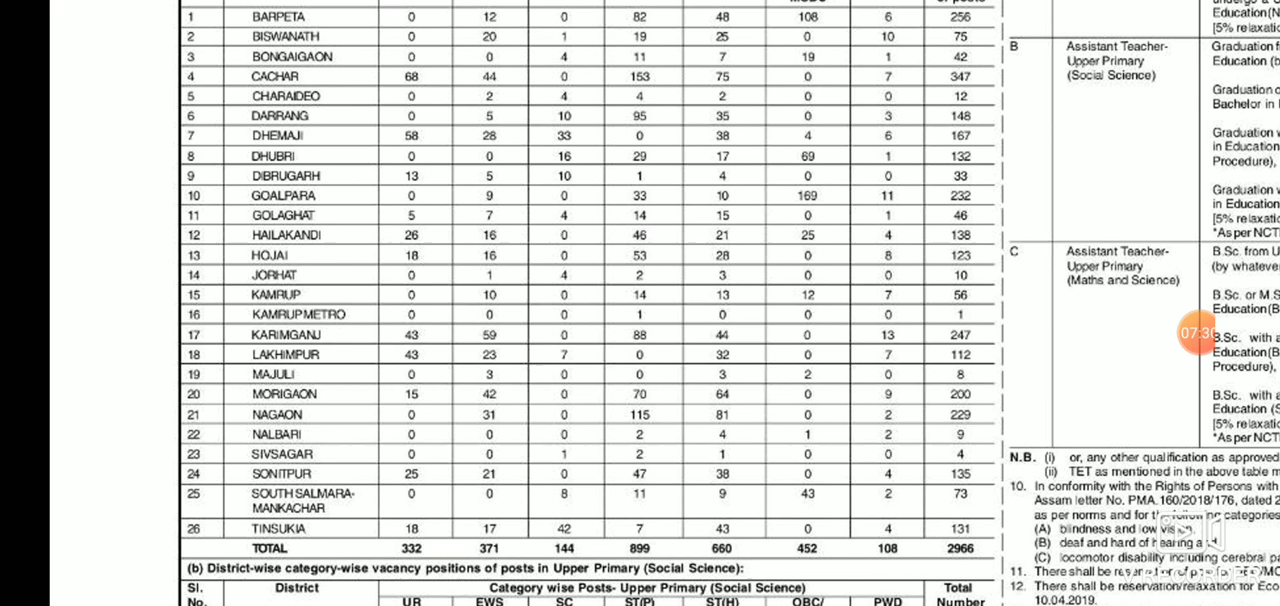 of posts
1 BARPETA 0 12 0 82 48 108 6 256
2 BISWANATH 0 20 1 19 25 0 10 75
3 BONGAIGAON 0 0 4 11 7 19 1 42
4 CACHAR 68 44 0 153 75 0 7 347
5 CHARAIDEO 0 2 4 4 2 0 0 12
6 DARRANG 0 5 10 95 35 0 3 148
7 DHEMAJI 58 28 33 0 38 4 6 167
8 DHUBRI 0 0 16 29 17 69 1 132
9 DIBRUGARH 13 5 10 1 4 0 0 33
10 GOALPARA 0 9 0 33 10 169 11 232
11 GOLAGHAT 5 7 4 14 15 0 1 46
12 HAILAKANDI 26 16 0 46 21 25 4 138
13 HOJAI 18 16 0 53 28 0 8 123
14 JORHAT 0 1 4 2 3 0 0 10
15 KAMRUP 0 10 0 14 13 12 7 56
16 KAMRUP METRO 0 0 0 1 0 0 0 1
17 KARIMGANJ 43 59 0 88 44 0 13 247
18 LAKHIMPUR 43 23 7 0 32 0 7 112
19 MAJULI 0 3 0 0 3 2 0 8
20 MORIGAON 15 42 0 70 64 0 9 200
21 NAGAON 0 31 0 115 81 0 2 229
22 NALBARI 0 0 0 2 4 1 2 9
23 SIVSAGAR 0 0 1 2 1 0 0 4
24 SONITPUR 25 21 0 47 38 0 4 135
25 SOUTH SALMARA- 0 0 8 11 9 43 2 73
MANKACHAR
26 TINSUKIA 18 17 42 7 43 0 4 131
TOTAL 332 371 144 899 660 452 108 2966
(b) District-wise category-wise vacancy positions of posts in Upper Primary (Social Science):
Sl. District Category wise Posts- Upper Primary (Social Science) Total
No. UR EWS SC ST(P) ST(H) OBC/ PWD Number
Education(N
[5% relaxatio
B Assistant Teacher- Graduation f
Upper Primary Education (b
(Social Science)
Graduation o
Bachelor in
Graduation w
in Education
Procedure),
Graduation w
in Education
[5% relaxatio
*As per NCT
C Assistant Teacher- B.Sc. from U
Upper Primary (by whateve
(Maths and Science)
B.Sc. or M.S
Education(B
07:30
B.Sc. with a
Education(B
Procedure),
B.Sc. with a
Education (S
[5% relaxatio
*As per NCT
N.B. (i) or, any other qualification as approved
(ii) TET as mentioned in the above table m
10. In conformity with the Rights of Persons with
Assam letter No. PMA.160/2018/176, dated 2
as per norms and for the following categories
(A) blindness and low vision,
(B) deaf and hard of hearing
(C) locomotor disability including cerebral pa
11. There shall be
12. There shall be reservation/relaxation for Eco
10.04.2019.
RECORDER